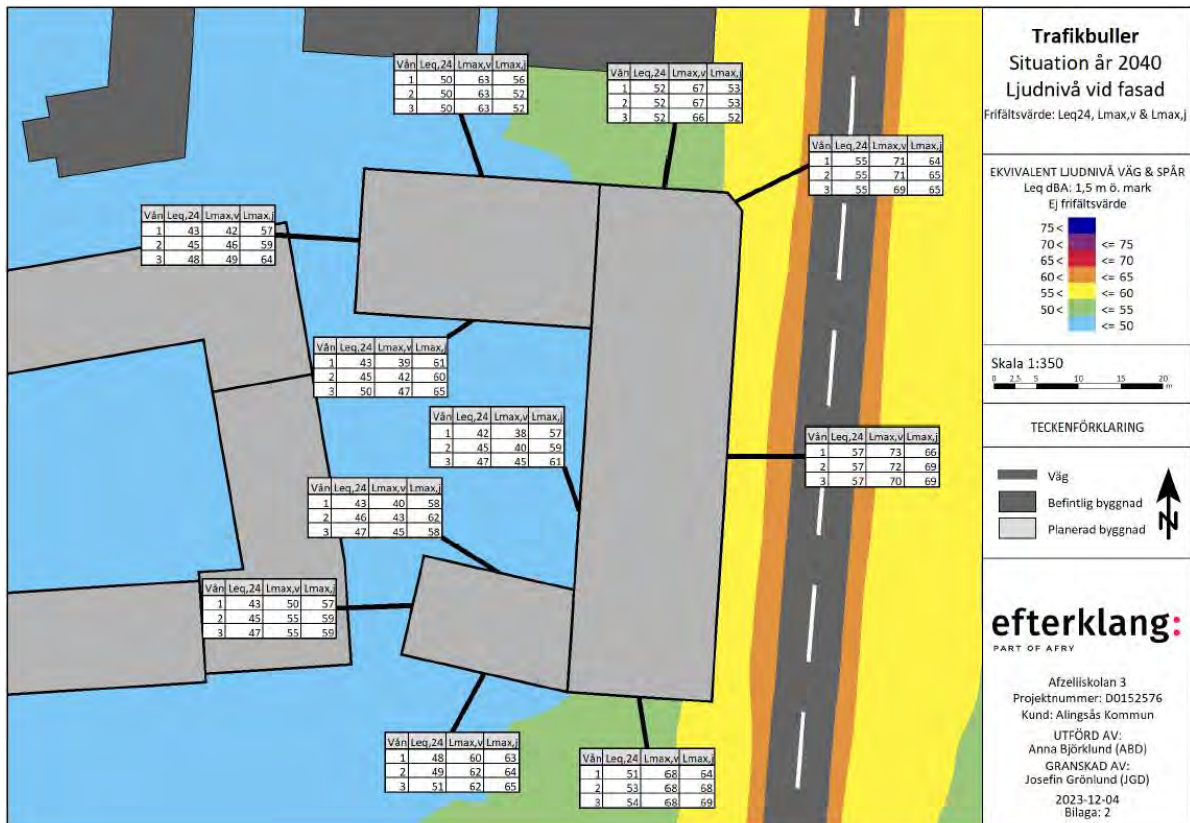 Vån Leq,24 Lmax,v Lmax,j
1 50 63 56
2 50 63 52
3 50 63 52
Vån Leq,24 Lmax,v Lmax,j
1 52 67 53
2 52 67 53
3 52 66 52
Vån Leq,24 Lmax,v Lmax,j
1 55 71 64
2 55 71 65
3 55 69 65
Vån Leq,24 Lmax,v Lmax,j
1 43 42 57
2 45 46 59
3 48 49 64
Vån Leq,24 Lmax,v Lmax,j
1 43 39 61
2 45 42 60
3 50 47 65
Vån Leq,24 Lmax,v Lmax,j
1 42 38 57
2 45 40 59
3 47 45 61
Vån Leq,24 Lmax,v Lmax,j
1 57 73 66
2 57 72 69
3 57 70 69
Vån Leq,24 Lmax,v Lmax,j
1 43 40 58
2 46 43 62
3 47 45 58
Vån Leq,24 Lmax,v Lmax,j
1 43 50 57
2 45 55 59
3 47 55 59
Vån Leq,24 Lmax,v Lmax,j
1 48 60 63
2 49 62 64
3 51 62 65
Vån Leq,24 Lmax,v Lmax,j
1 51 68 64
2 53 68 68
3 54 68 69
Trafikbuller
Situation år 2040
Ljudnivå vid fasad
Frifältsvärde: Leq24, Lmax,v & Lmax,j
EKVIVALENT LJUDNIVÅ VÄG & SPÅR
Leq dBA: 1,5 m ö. mark
Ej frifältsvärde
75 <
70 < <= 75
65 < <= 70
60 < <= 65
55 < <= 60
50 < <= 55
<= 50
Skala 1:350
0 2,5 5 10 15 20
m
TECKENFÖRKLARING
Väg
Befintlig byggnad
Planerad byggnad
N
efterklang:
PART OF AFRY
Afzeliiskolan 3
Projektnummer: D0152576
Kund: Alingsås Kommun
UTFÖRD AV:
Anna Björklund (ABD)
GRANSKAD AV:
Josefin Grönlund (JGD)
2023-12-04
Bilaga: 2